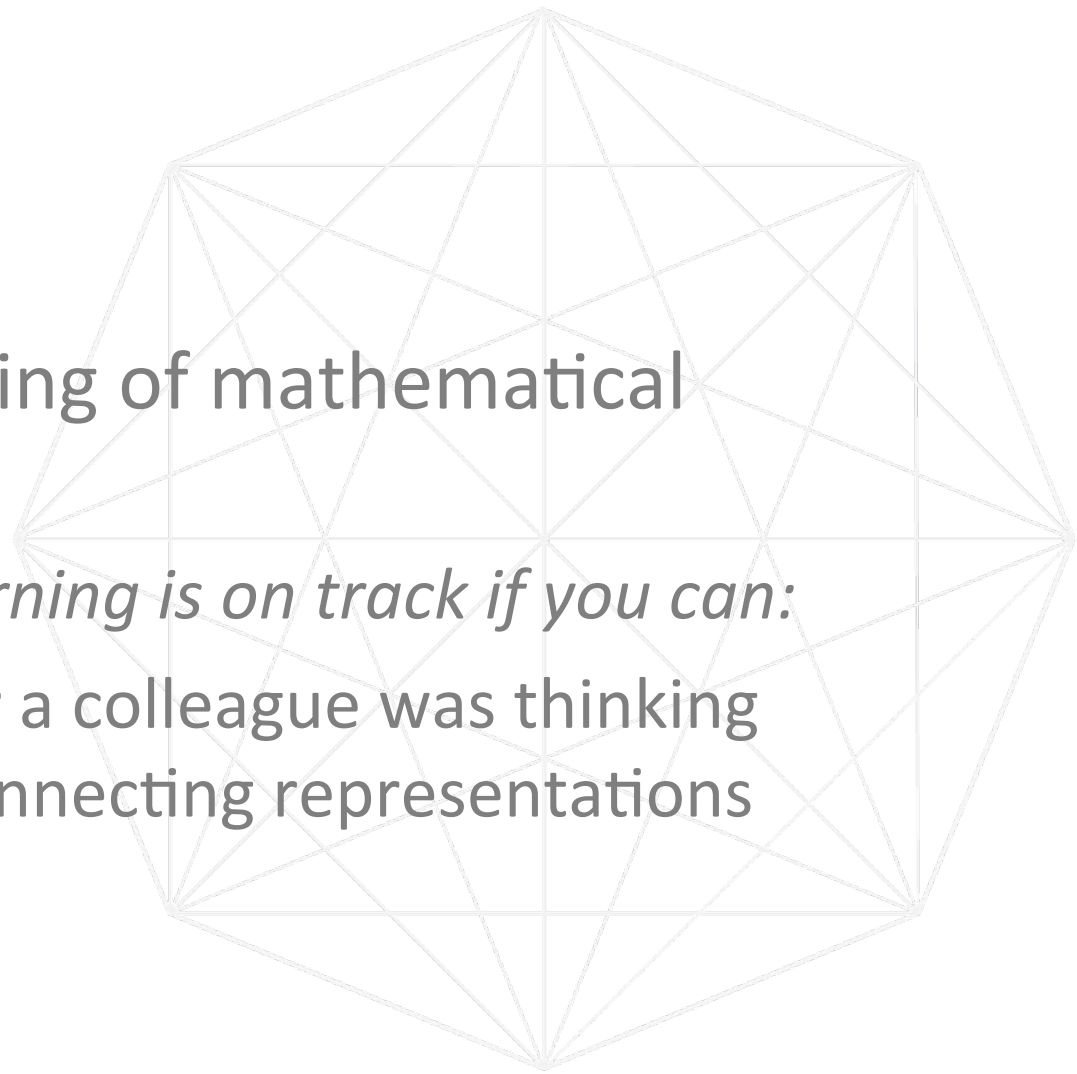 ing of mathematical
rning is on track if you can:
a colleague was thinking
nnecting representations